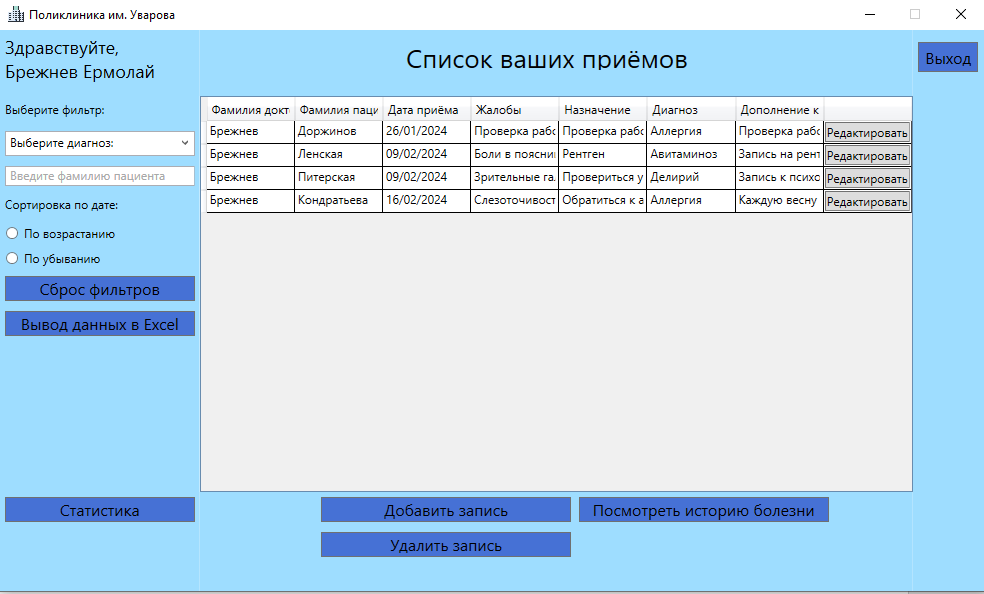 Поликлиника им. Уварова
Здравствуйте,
Брежнев Ермолай
Список ваших приёмов
Выход
Выберите фильтр:
Выберите диагноз:
Введите фамилию пациента
Сортировка по дате:
По возрастанию
По убыванию
Сброс фильтров
Вывод данных в Excel
Статистика
Фамилия докт Фамилия паци Дата приёма Жалобы Назначение Диагноз Дополнение к
Брежнев Доржинов 26/01/2024 Проверка рабо Проверка рабо Аллергия Проверка рабо Редактировать
Брежнев Ленская 09/02/2024 Боли в поясни Рентген Авитаминоз Запись на рент Редактировать
Брежнев Питерская 09/02/2024 Зрительные га. Провериться у Делирий Запись к психо Редактировать
Брежнев Кондратьева 16/02/2024 Слезоточивост Обратиться к а Аллергия Каждую весну Редактировать
Добавить запись
Посмотреть историю болезни
Удалить запись